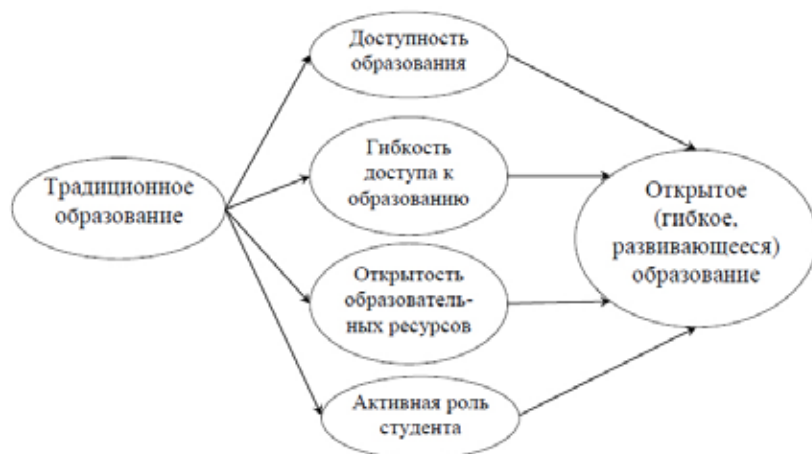 Доступность
образования
Традиционное
образование
Гибкость
доступа к
образованию
Открытость
образователь-
ных ресурсов
Активная роль
студента
Открытое
(гибкое,
развивающееся)
образование